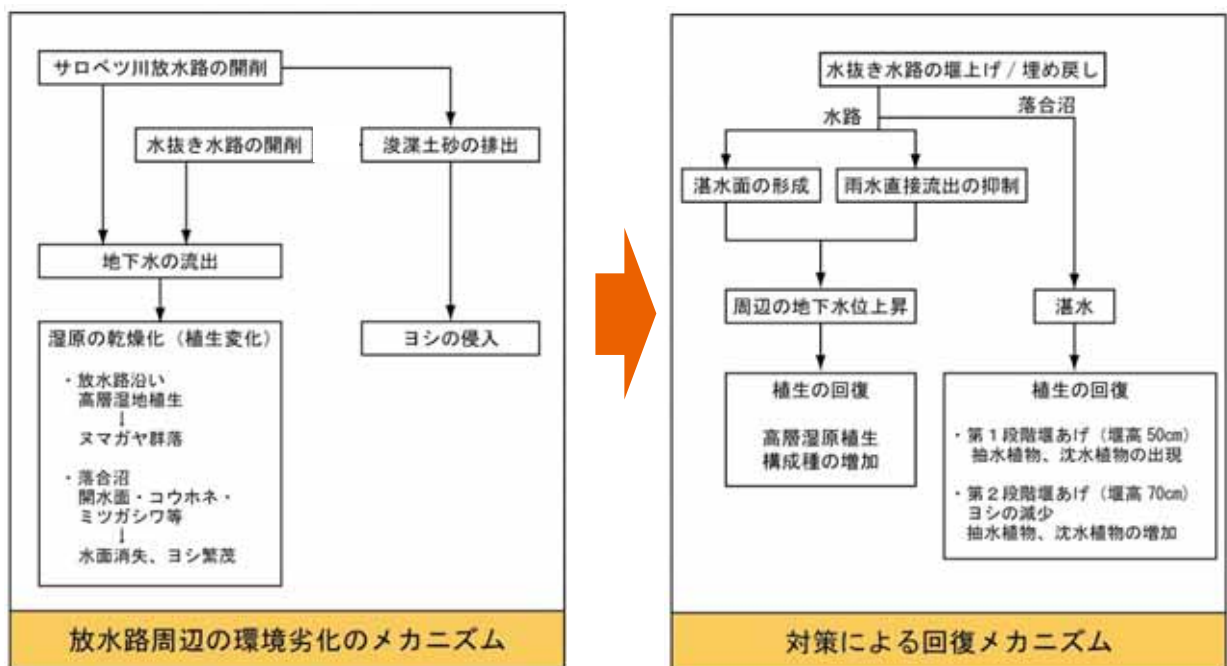 サロベツ川放水路の開削
水抜き水路の開削
浚渫土砂の排出
地下水の流出
湿原の乾燥化（植生変化）
・放水路沿い
高層湿地植生
↓
ヌマガヤ群落
・落合沼
開水面・コウホネ・
ミツガシワ等
↓
水面消失、ヨシ繁茂
ヨシの侵入
放水路周辺の環境劣化のメカニズム
水抜き水路の堰上げ / 埋め戻し
水路
落合沼
湛水面の形成
雨水直接流出の抑制
周辺の地下水位上昇
湛水
植生の回復
高層湿原植生
構成種の増加
植生の回復
・第１段階堰あげ（堰高 50㎝）
抽水植物、沈水植物の出現
・第２段階堰あげ（堰高 70㎝）
ヨシの減少
抽水植物、沈水植物の増加
対策による回復メカニズム